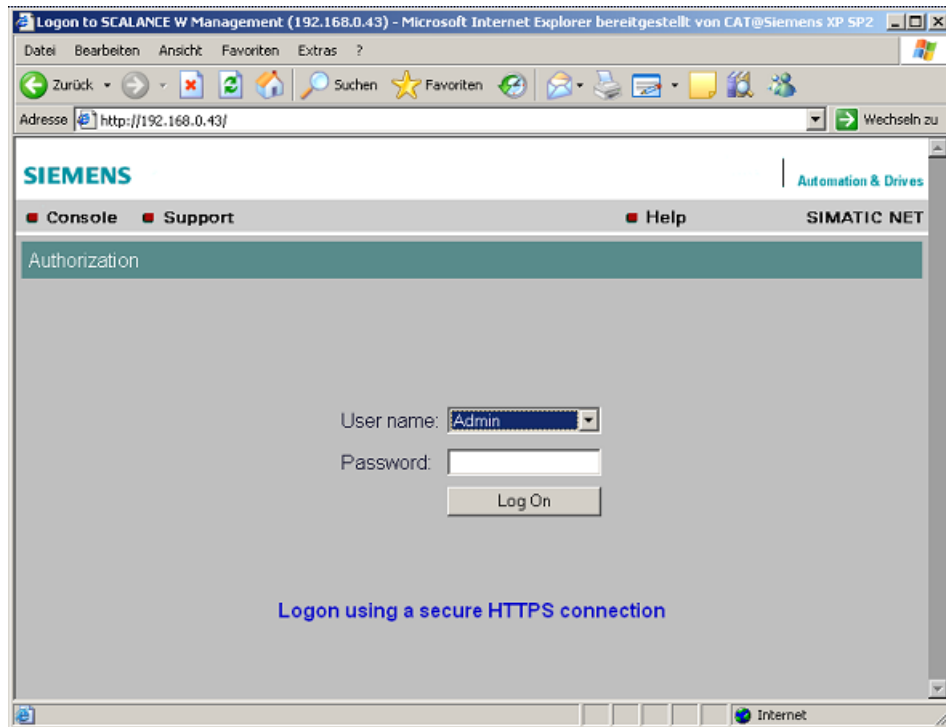 Logon to SCALANCE W Management (192.168.0.43) - Microsoft Internet Explorer bereitgestellt von CAT@Siemens XP SP2
Datei Bearbeiten Ansicht Favoriten Extras ?
Zurück Suchen Favoriten
Adresse http://192.168.0.43/ Wechseln zu
SIEMENS
Automation & Drives
Console Support Help SIMATIC NET
Authorization
User name: Admin
Password:
Log On
Logon using a secure HTTPS connection
Internet